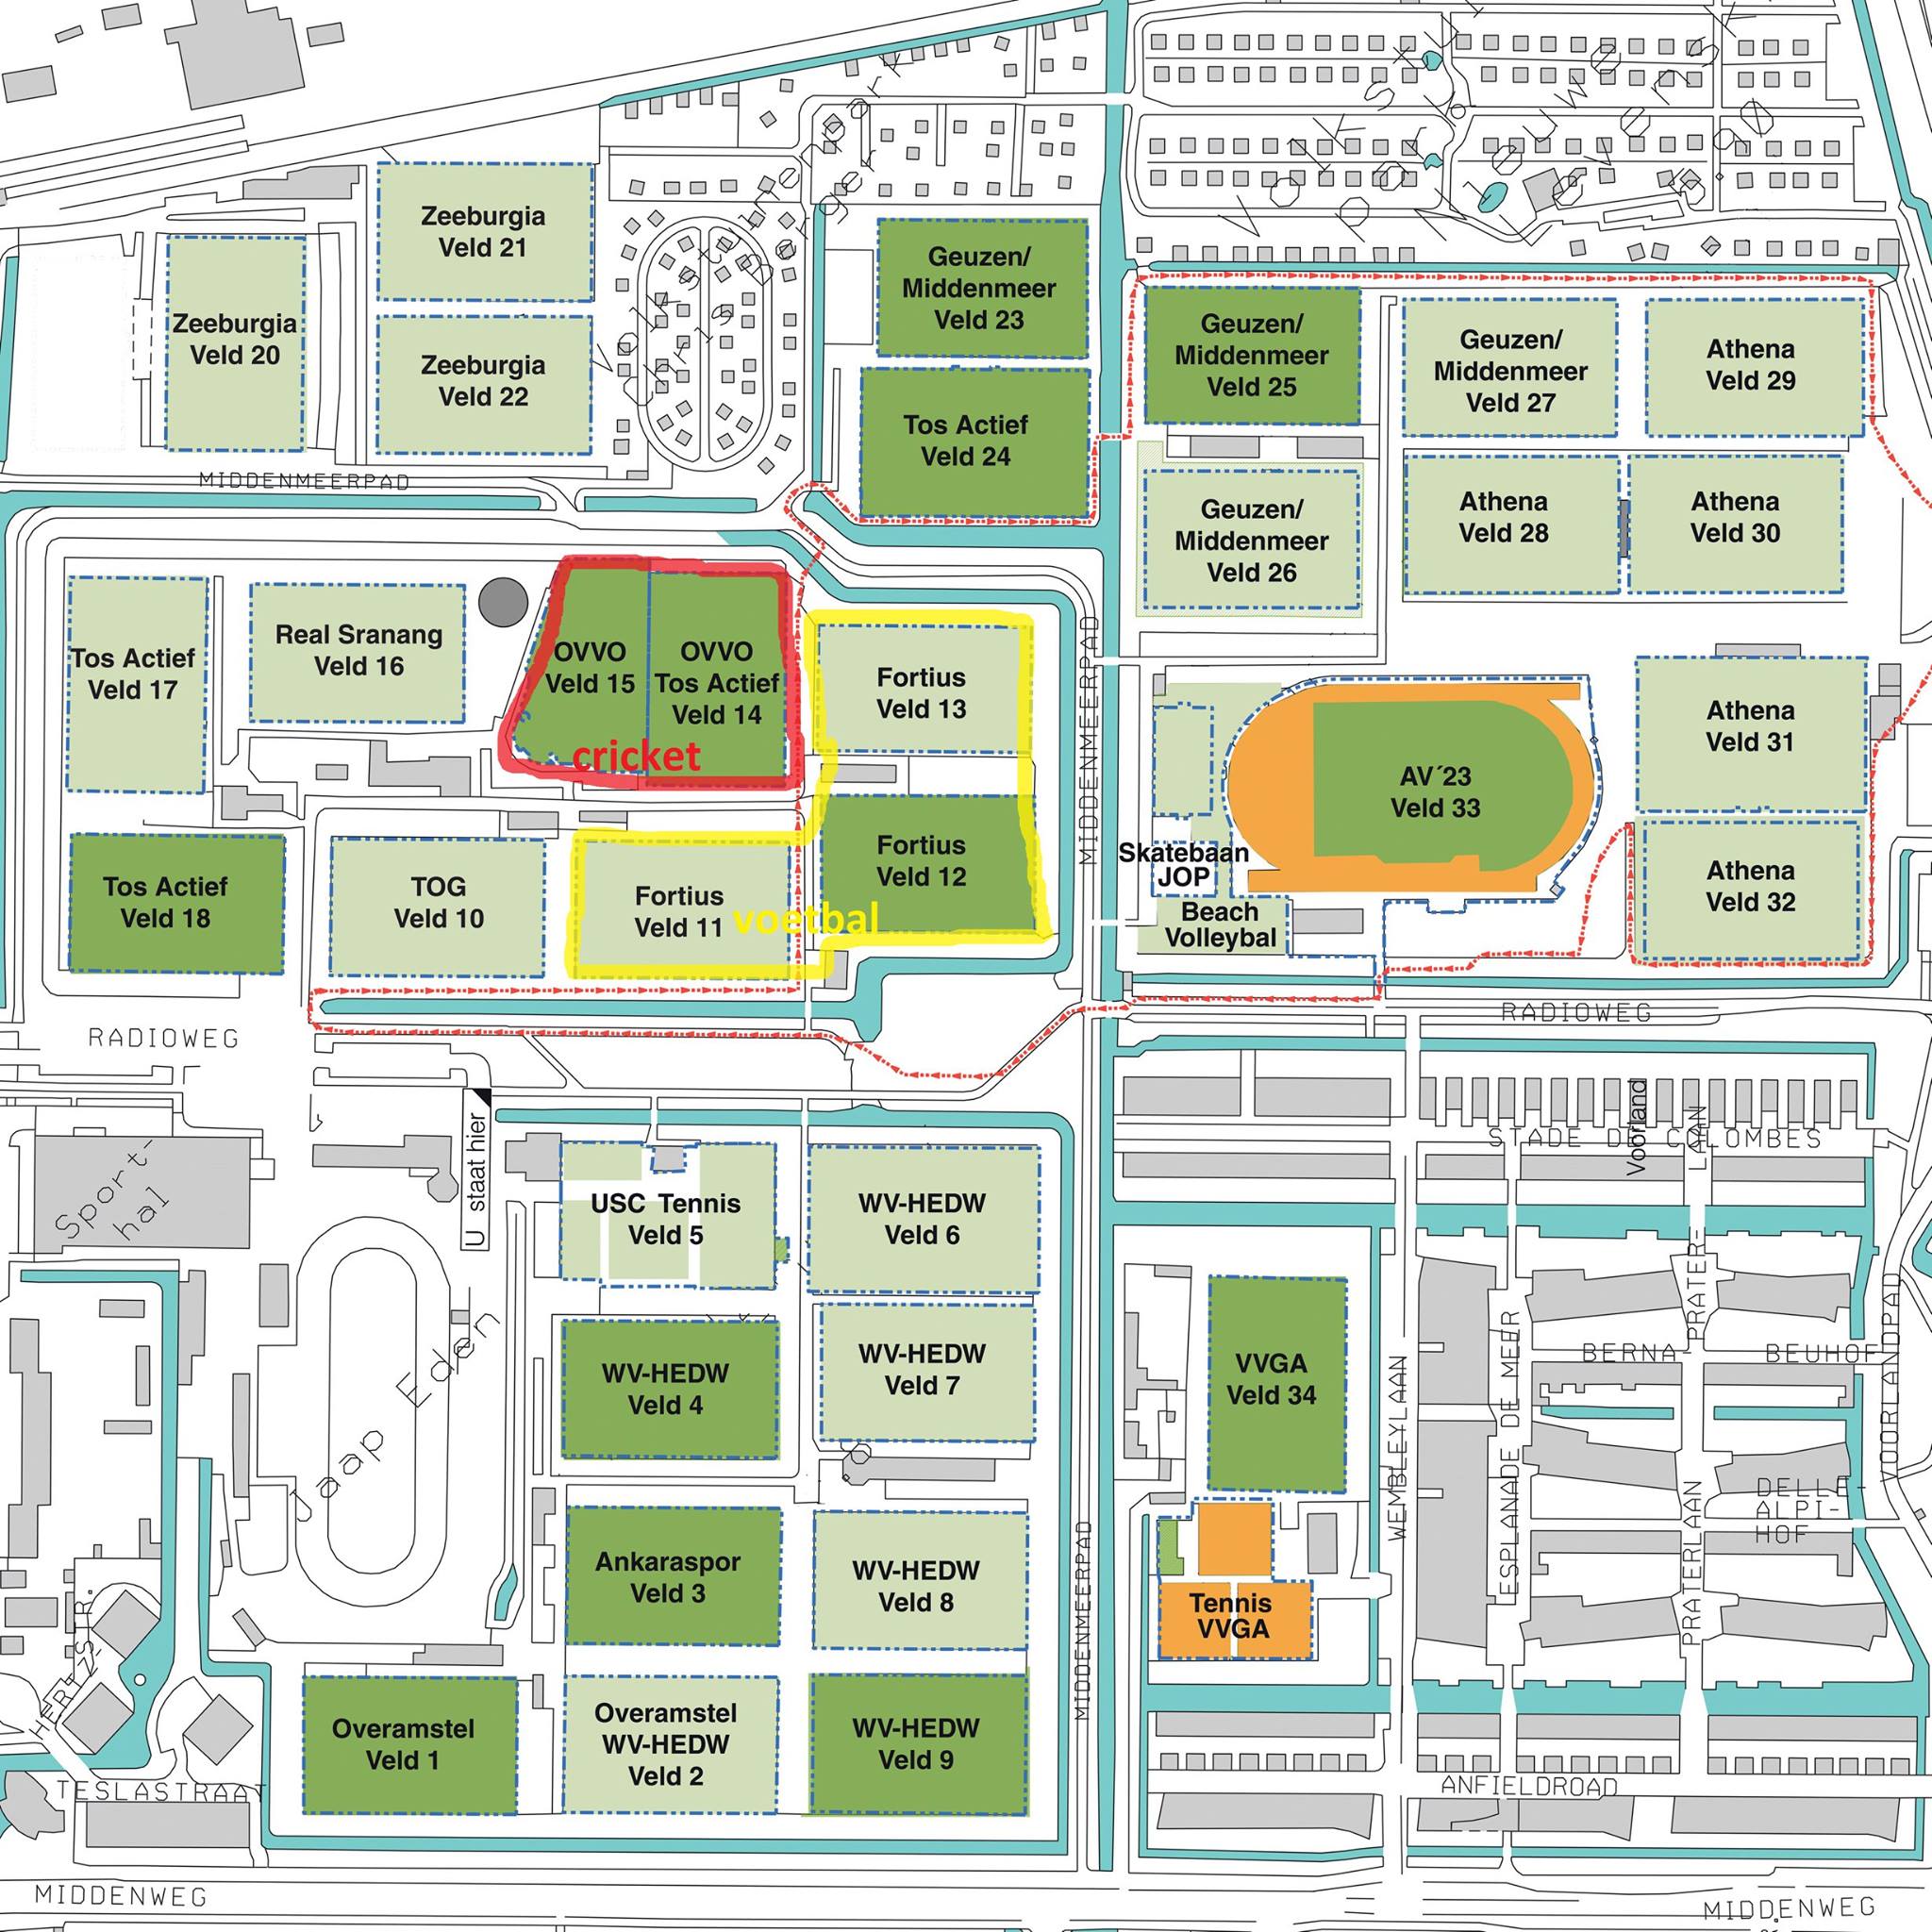 Volkstuinen
Nieuwe Vers
Volkstuinen
Amstelglorie
Zeeburgia
Veld 21
Geuzen/
Middenmeer
Veld 23
Zeeburgia
Veld 20
Zeeburgia
Veld 22
Geuzen/
Middenmeer
Veld 25
Geuzen/
Middenmeer
Veld 27
Athena
Veld 29
Tos Actief
Veld 24
MIDDENMEERPAD
Geuzen/
Middenmeer
Veld 26
Athena
Veld 28
Athena
Veld 30
Tos Actief
Veld 17
Real Sranang
Veld 16
OVVO
Veld 15
OVVO
Tos Actief
Veld 14
cricket
Fortius
Veld 13
MIDDENMEERPAD
AV´23
Veld 33
Athena
Veld 31
Tos Actief
Veld 18
TOG
Veld 10
Fortius
Veld 11
voetbal
Fortius
Veld 12
Skatebaan
JOP
Beach
Volleybal
Athena
Veld 32
RADIOWEG
RADIOWEG
U staat hier
Sport-
hal
Jaap Eden
USC Tennis
Veld 5
WV-HEDW
Veld 6
Voorland
STADE DE COLOMBES
WV-HEDW
Veld 4
WV-HEDW
Veld 7
VVGA
Veld 34
WEMBLEYLAAN
ESPLANADE DE MEER
PRATER-
LAAN
BERNA-
BEUHOF
VOORLANDPAD
DELLE-
ALPI-
HOF
PRATERLAAN
Ankaraspor
Veld 3
WV-HEDW
Veld 8
MIDDENMEERPAD
Tennis
VVGA
HERTZSTR.
Overamstel
Veld 1
Overamstel
WV-HEDW
Veld 2
WV-HEDW
Veld 9
TESLASTRAAT
ANFIELDROAD
MIDDENWEG
MIDDENWEG